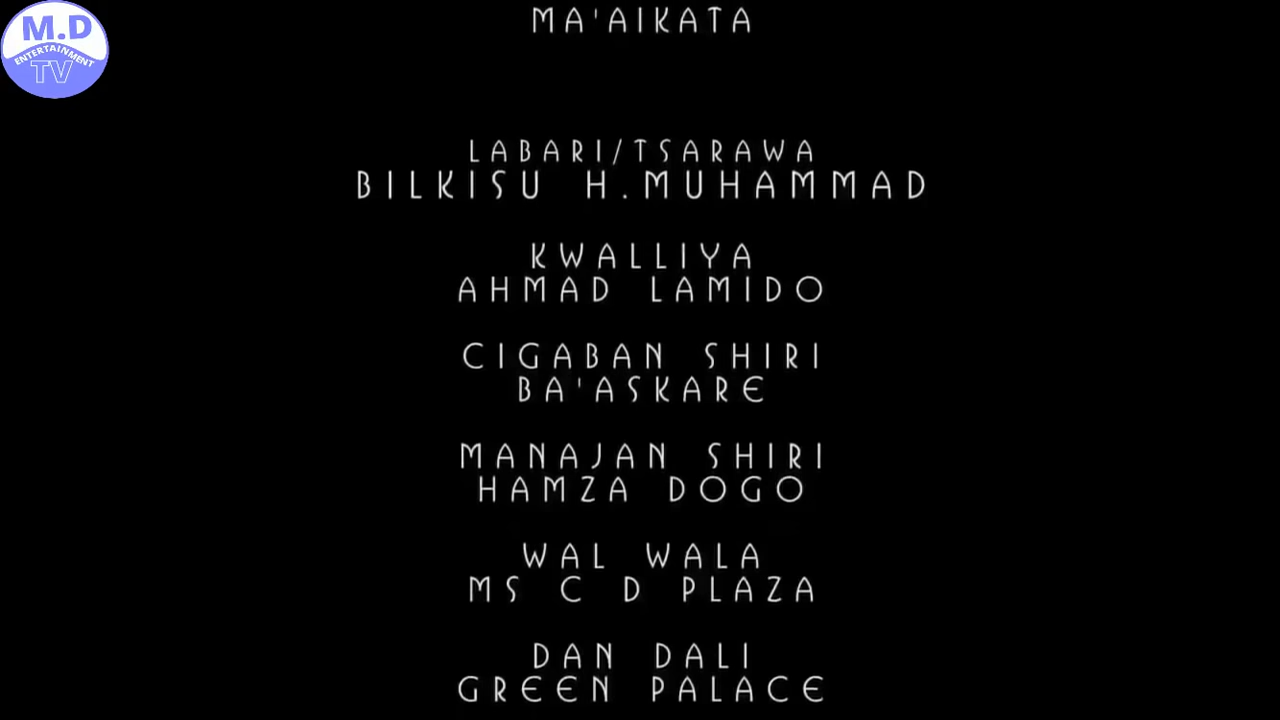 M.D
ENTERTAINMENT
TV
MA'AIKATA
LABARI/TSARAWA
BILKISU H.MUHAMMAD
KWALLIYA
AHMAD LAMIDO
CIGABAN SHIRI
BA'ASKARE
MANAJAN SHIRI
HAMZA DOGO
WAL WALA
MS C D PLAZA
DAN DALI
GREEN PALACE